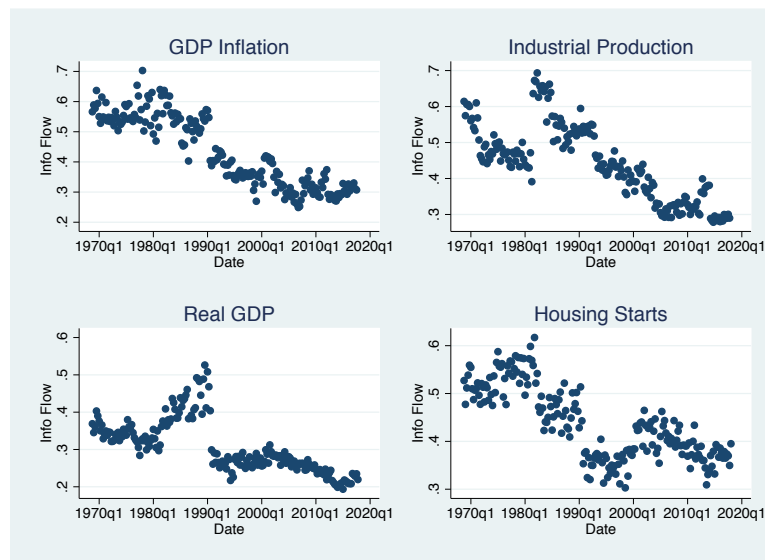 GDP Inflation
Info Flow
.7
.6
.5
.4
.3
.2
1970q1 1980q1 1990q1 2000q1 2010q1 2020q1
Date
Industrial Production
Info Flow
.7
.6
.5
.4
.3
1970q1 1980q1 1990q1 2000q1 2010q1 2020q1
Date
Real GDP
Info Flow
.6
.5
.4
.3
.2
1970q1 1980q1 1990q1 2000q1 2010q1 2020q1
Date
Housing Starts
Info Flow
.6
.5
.4
.3
1970q1 1980q1 1990q1 2000q1 2010q1 2020q1
Date